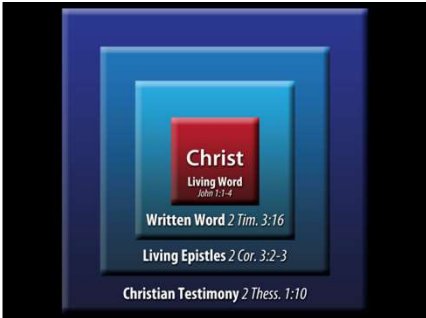 Christ
Living Word
John 1:1-4
Written Word 2 Tim. 3:16
Living Epistles 2 Cor. 3:2-3
Christian Testimony 2 Thess. 1:10